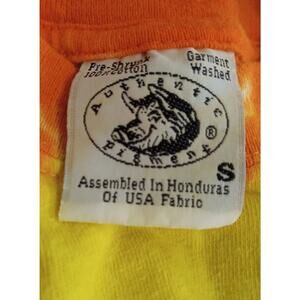 Pre-Shrunk Garment
100% Cotton Washed
Authentic
Pigment
®
S
Assembled In Honduras
Of USA Fabric